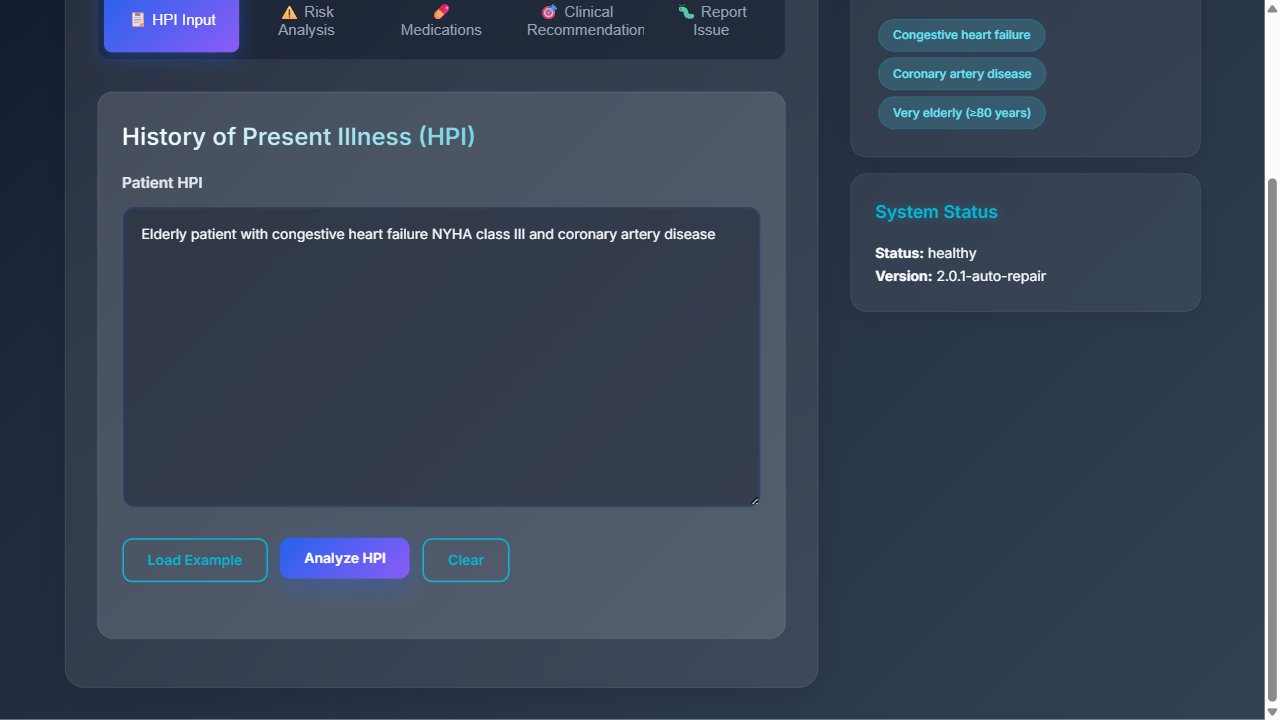 📋 HPI Input
⚠️ Risk
Analysis
💊
Medications
🎯 Clinical
Recommendation
🐛 Report
Issue
History of Present Illness (HPI)
Patient HPI
Elderly patient with congestive heart failure NYHA class III and coronary artery disease
Load Example
Analyze HPI
Clear
Congestive heart failure
Coronary artery disease
Very elderly (≥80 years)
System Status
Status: healthy
Version: 2.0.1-auto-repair